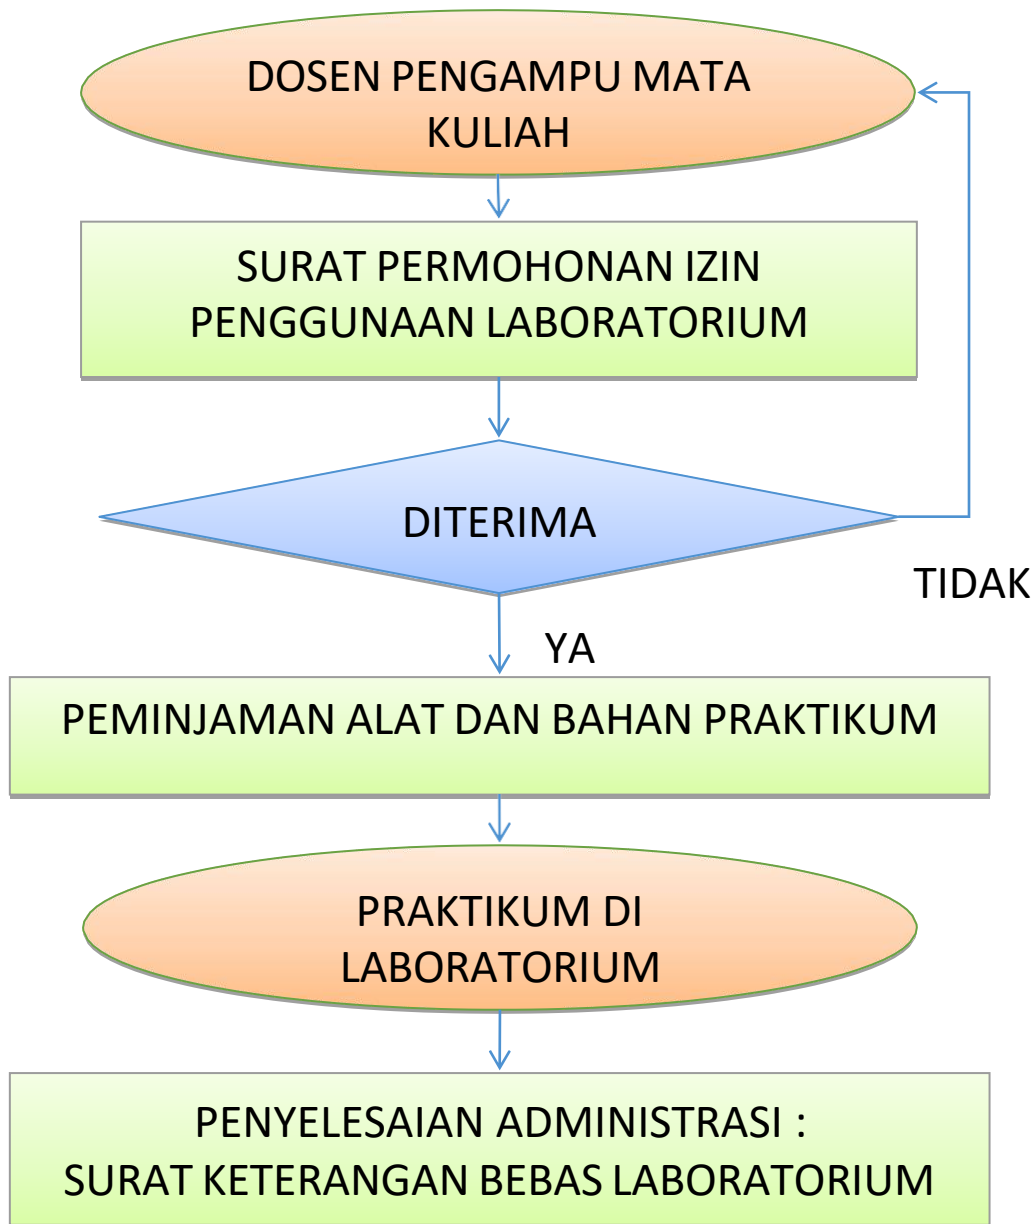 DOSEN PENGAMPU MATA
KULIAH
SURAT PERMOHONAN IZIN
PENGGUNAAN LABORATORIUM
DITERIMA
TIDAK
YA
PEMINJAMAN ALAT DAN BAHAN PRAKTIKUM
PRAKTIKUM DI
LABORATORIUM
PENYELESAIAN ADMINISTRASI :
SURAT KETERANGAN BEBAS LABORATORIUM